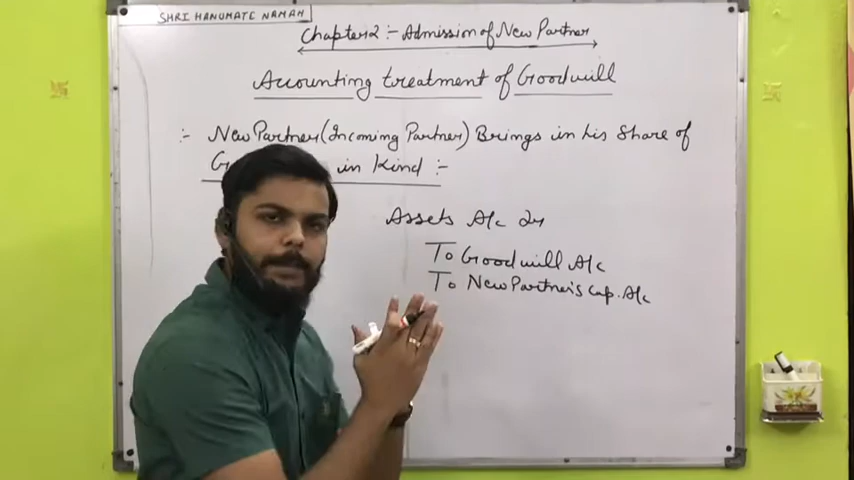 SHRI HANUMATE NAMAH
Chapter 2 :- Admission of New Partner
Accounting treatment of Goodwill
:- New Partner (Incoming Partner) Brings in his Share of
in Kind :-
Assets A/c Dr
To Goodwill A/c
To New Partner's Cap. A/c